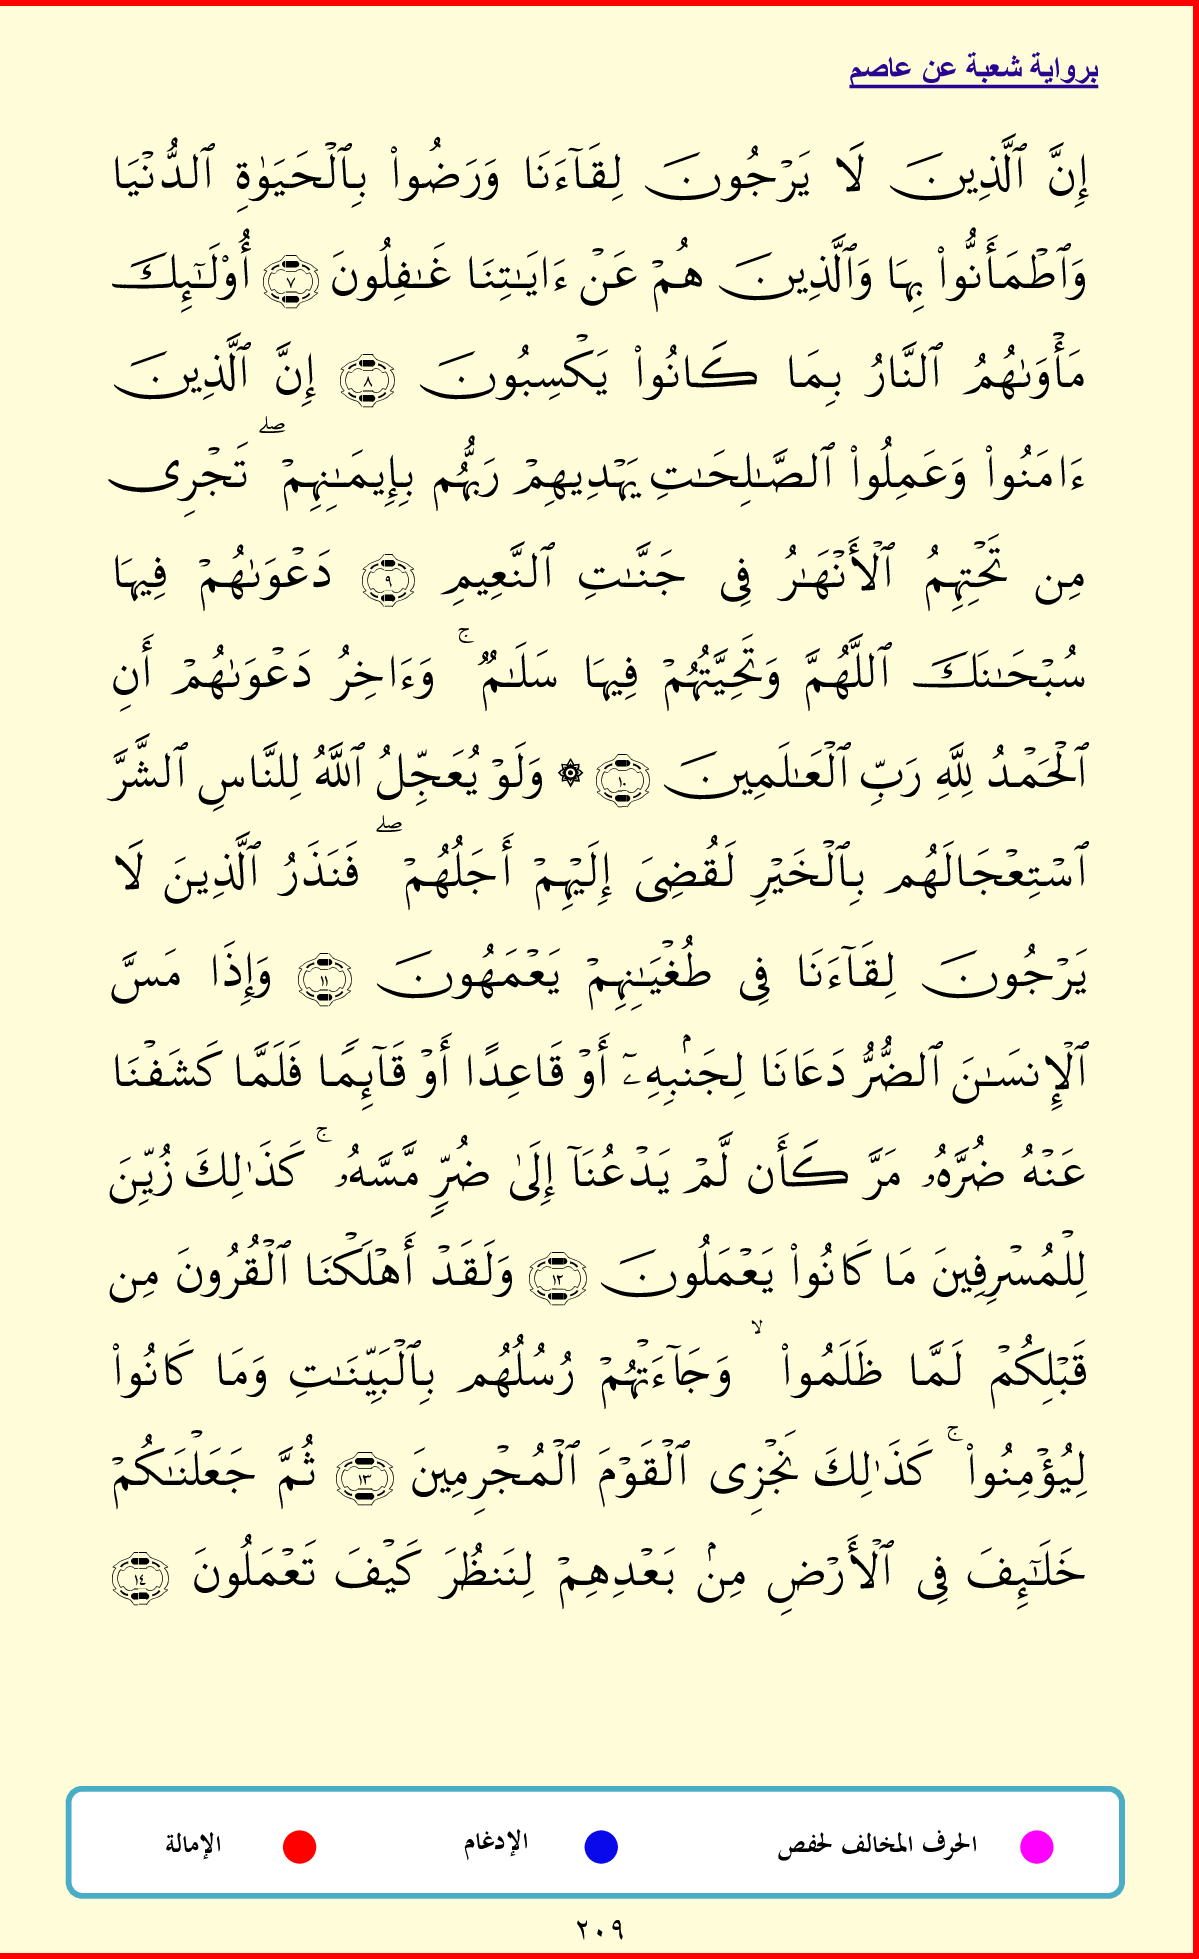 برواية شعبة عن عاصم
إِنَّ ٱلَّذِينَ لَا يَرْجُونَ لِقَآءَنَا وَرَضُوا۟ بِٱلْحَيَوٰةِ ٱلدُّنْيَا
وَٱطْمَأَنُّوا۟ بِهَا وَٱلَّذِينَ هُمْ عَنْ ءَايَـٰتِنَا غَـٰفِلُونَ ٧ أُو۟لَـٰٓئِكَ
مَأْوَىٰهُمُ ٱلنَّارُ بِمَا كَانُوا۟ يَكْسِبُونَ ٨ إِنَّ ٱلَّذِينَ
ءَامَنُوا۟ وَعَمِلُوا۟ ٱلصَّـٰلِحَـٰتِ يَهْدِيهِمْ رَبُّهُم بِإِيمَـٰنِهِمْ ۖ تَجْرِى
مِن تَحْتِهِمُ ٱلْأَنْهَـٰرُ فِى جَنَّـٰتِ ٱلنَّعِيمِ ٩ دَعْوَىٰهُمْ فِيهَا
سُبْحَـٰنَكَ ٱللَّهُمَّ وَتَحِيَّتُهُمْ فِيهَا سَلَـٰمٌ ۚ وَءَاخِرُ دَعْوَىٰهُمْ أَنِ
ٱلْحَمْدُ لِلَّهِ رَبِّ ٱلْعَـٰلَمِينَ ١٠ ۞ وَلَوْ يُعَجِّلُ ٱللَّهُ لِلنَّاسِ ٱلشَّرَّ
ٱسْتِعْجَالَهُم بِٱلْخَيْرِ لَقُضِىَ إِلَيْهِمْ أَجَلُهُمْ ۖ فَنَذَرُ ٱلَّذِينَ لَا
يَرْجُونَ لِقَآءَنَا فِى طُغْيَـٰنِهِمْ يَعْمَهُونَ ١١ وَإِذَا مَسَّ
ٱلْإِنسَـٰنَ ٱلضُّرُّ دَعَانَا لِجَنۢبِهِۦٓ أَوْ قَاعِدًا أَوْ قَآئِمًا فَلَمَّا كَشَفْنَا
عَنْهُ ضُرَّهُۥ مَرَّ كَأَن لَّمْ يَدْعُنَآ إِلَىٰ ضُرٍّ مَّسَّهُۥ ۚ كَذَٰلِكَ زُيِّنَ
لِلْمُسْرِفِينَ مَا كَانُوا۟ يَعْمَلُونَ ١٢ وَلَقَدْ أَهْلَكْنَا ٱلْقُرُونَ مِن
قَبْلِكُمْ لَمَّا ظَلَمُوا۟ ۙ وَجَآءَتْهُمْ رُسُلُهُم بِٱلْبَيِّنَـٰتِ وَمَا كَانُوا۟
لِيُؤْمِنُوا۟ ۚ كَذَٰلِكَ نَجْزِى ٱلْقَوْمَ ٱلْمُجْرِمِينَ ١٣ ثُمَّ جَعَلْنَـٰكُمْ
خَلَـٰٓئِفَ فِى ٱلْأَرْضِ مِنۢ بَعْدِهِمْ لِنَنظُرَ كَيْفَ تَعْمَلُونَ ١٤
الحرف المخالف لحفص الإدغام الإمالة
٢٠٩